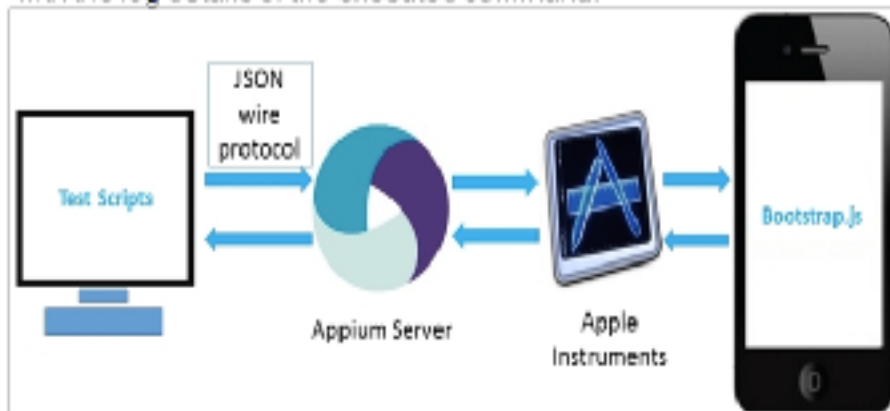 JSON
wire
protocol
Test Scripts
Bootstrap.js
Appium Server
Apple
Instruments